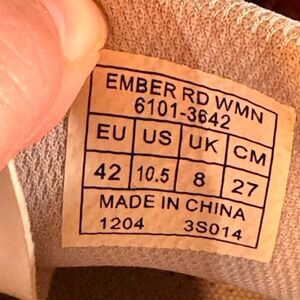 EMBER RD WMN
6101-3642
EU US UK CM
42 10.5 8 27
MADE IN CHINA
1204 3S014